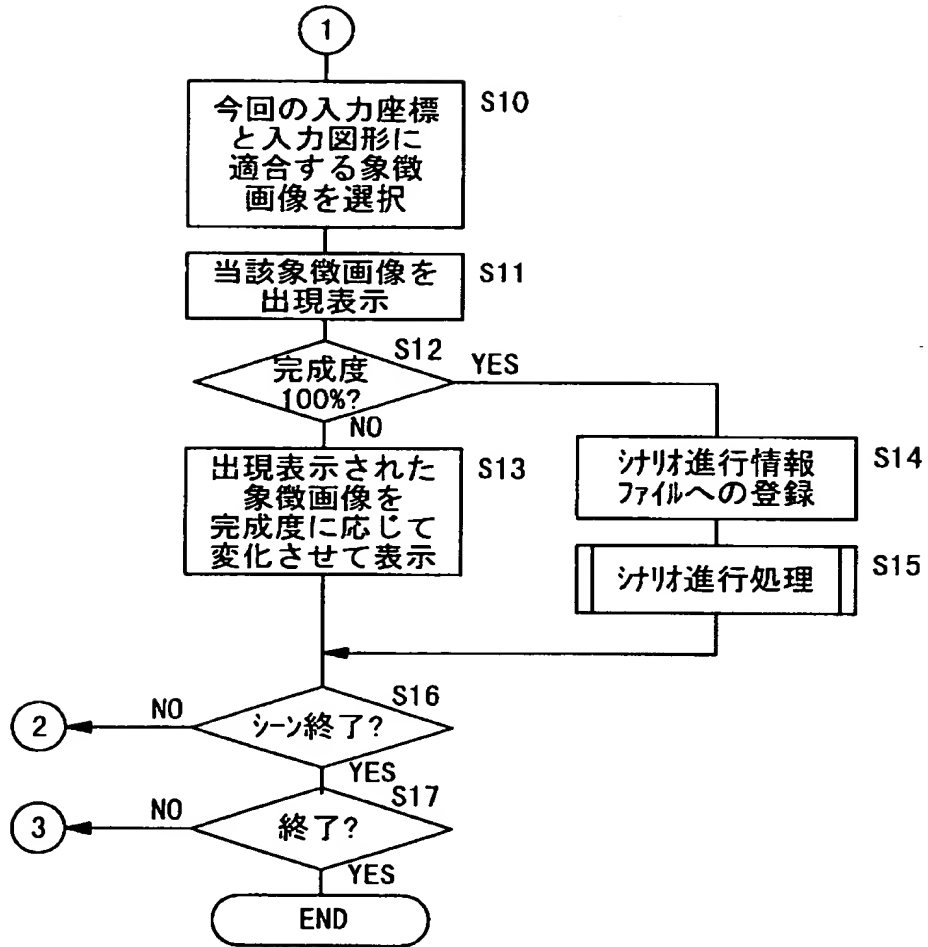 1
S10
今回の入力座標
と入力図形に
適合する象徴
画像を選択
S11
当該象徴画像を
出現表示
S12
完成度
100%?
YES
NO
S13
出現表示された
象徴画像を
完成度に応じて
変化させて表示
S14
シナリオ進行情報
ファイルへの登録
S15
シナリオ進行処理
S16
シーン終了?
NO
2
YES
S17
終了?
NO
3
YES
END